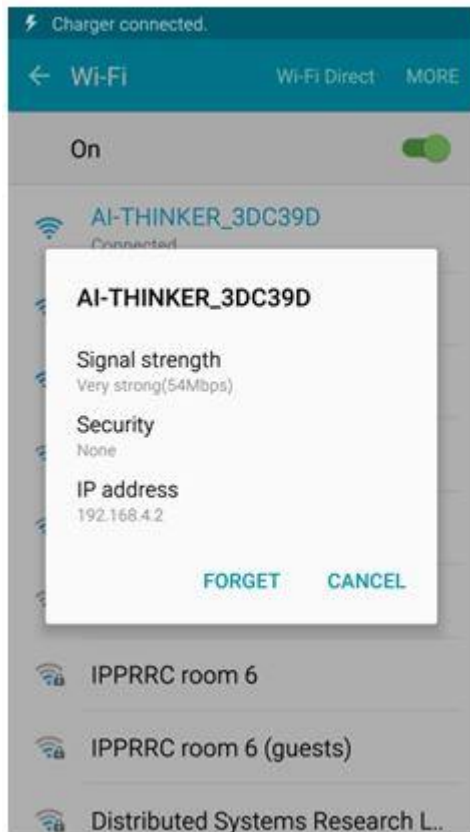 Charger connected.
Wi-Fi Wi-Fi Direct MORE
On
AI-THINKER_3DC39D
Connected
AI-THINKER_3DC39D
Signal strength
Very strong(54Mbps)
Security
None
IP address
192.168.4.2
FORGET CANCEL
IPPRRC room 6
IPPRRC room 6 (guests)
Distributed Systems Research L..